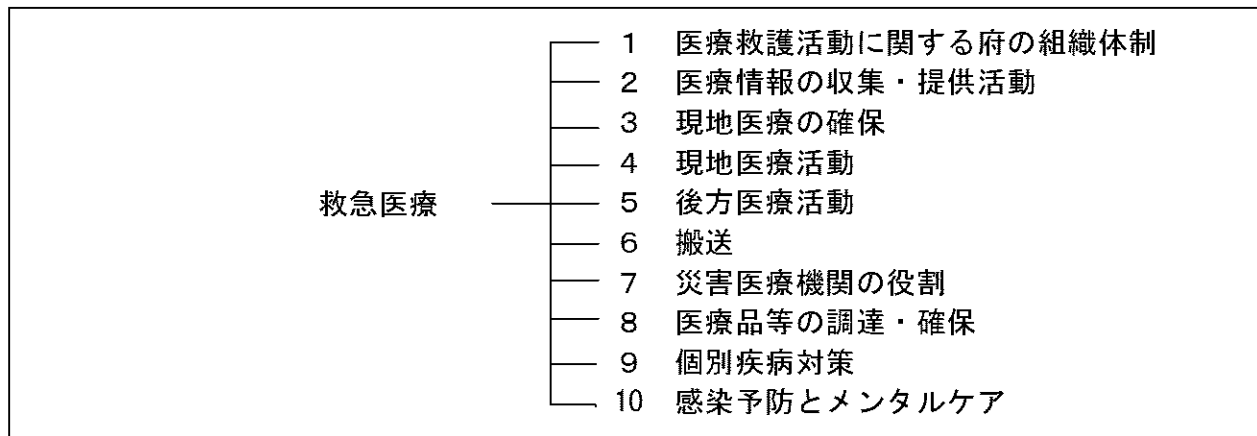 1 医療救護活動に関する府の組織体制
2 医療情報の収集・提供活動
3 現地医療の確保
4 現地医療活動
救急医療
5 後方医療活動
6 搬送
7 災害医療機関の役割
8 医療品等の調達・確保
9 個別疾病対策
10 感染予防とメンタルケア